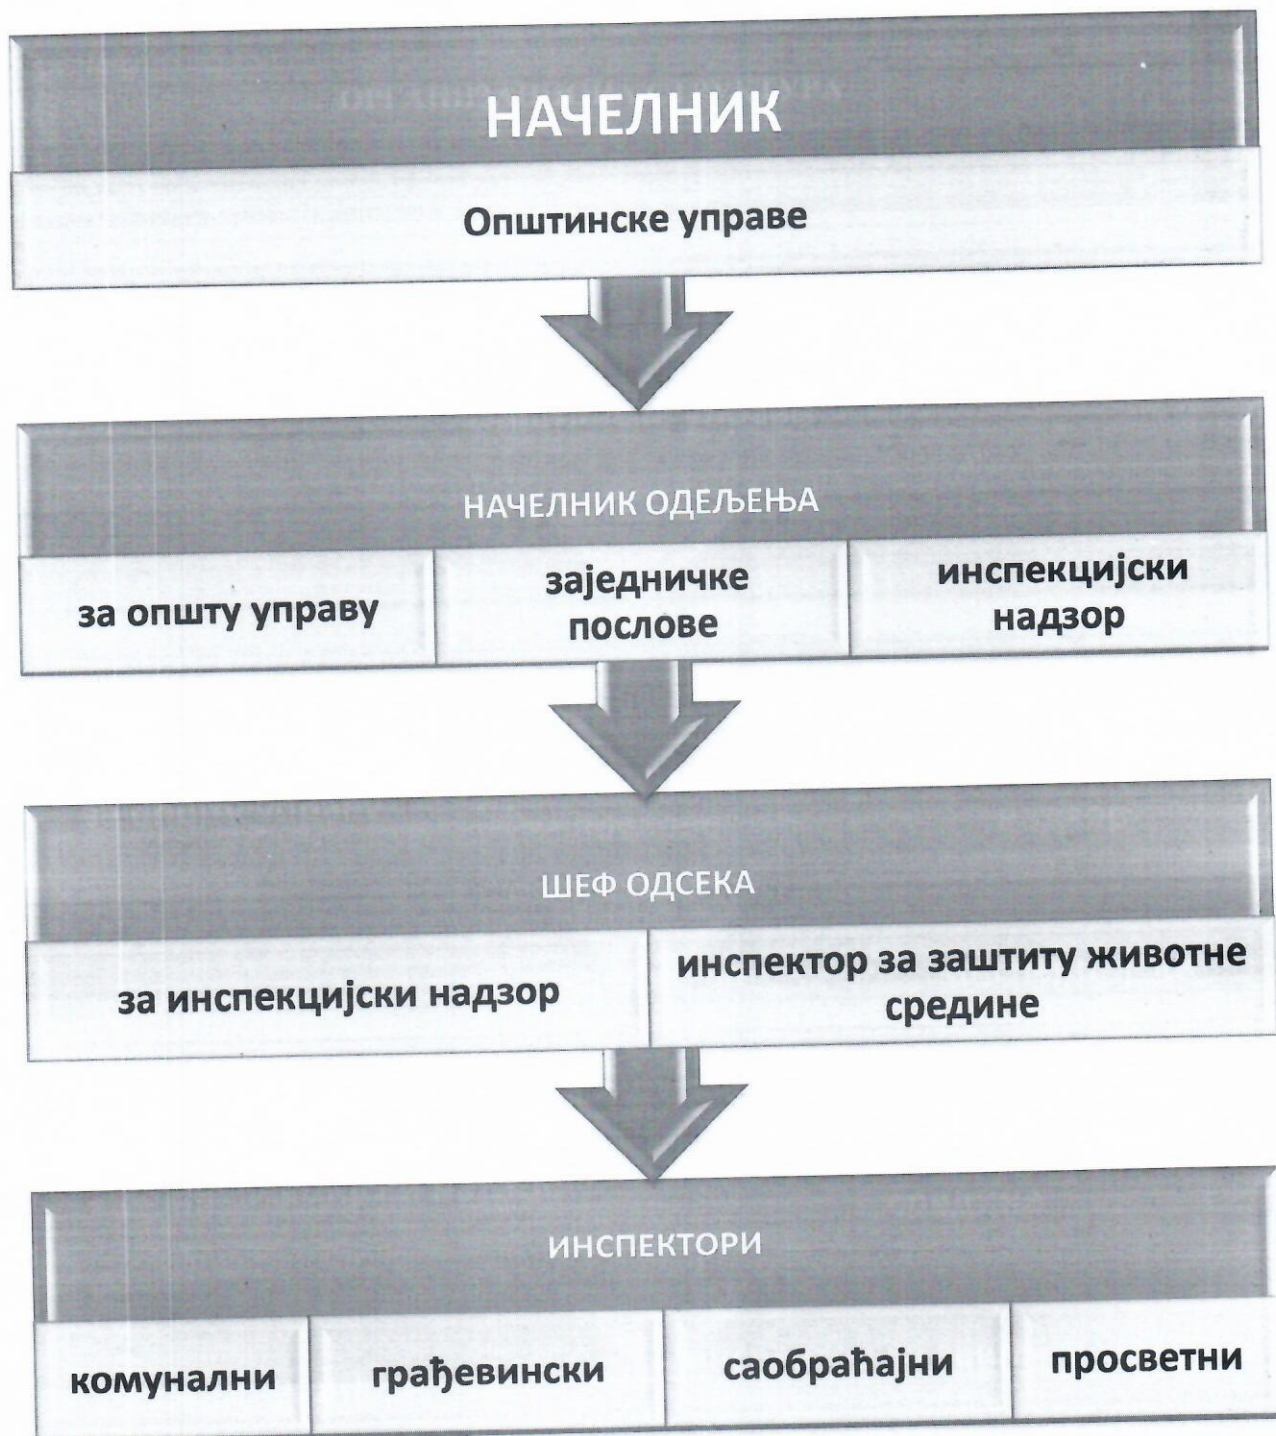 НАЧЕЛНИК
Општинске управе
НАЧЕЛНИК ОДЕЉЕЊА
за општу управу
заједничке
послове
инспекцијски
надзор
ШЕФ ОДСЕКА
за инспекцијски надзор
инспектор за заштиту животне
средине
ИНСПЕКТОРИ
комунални
грађевински
саобраћајни
просветни